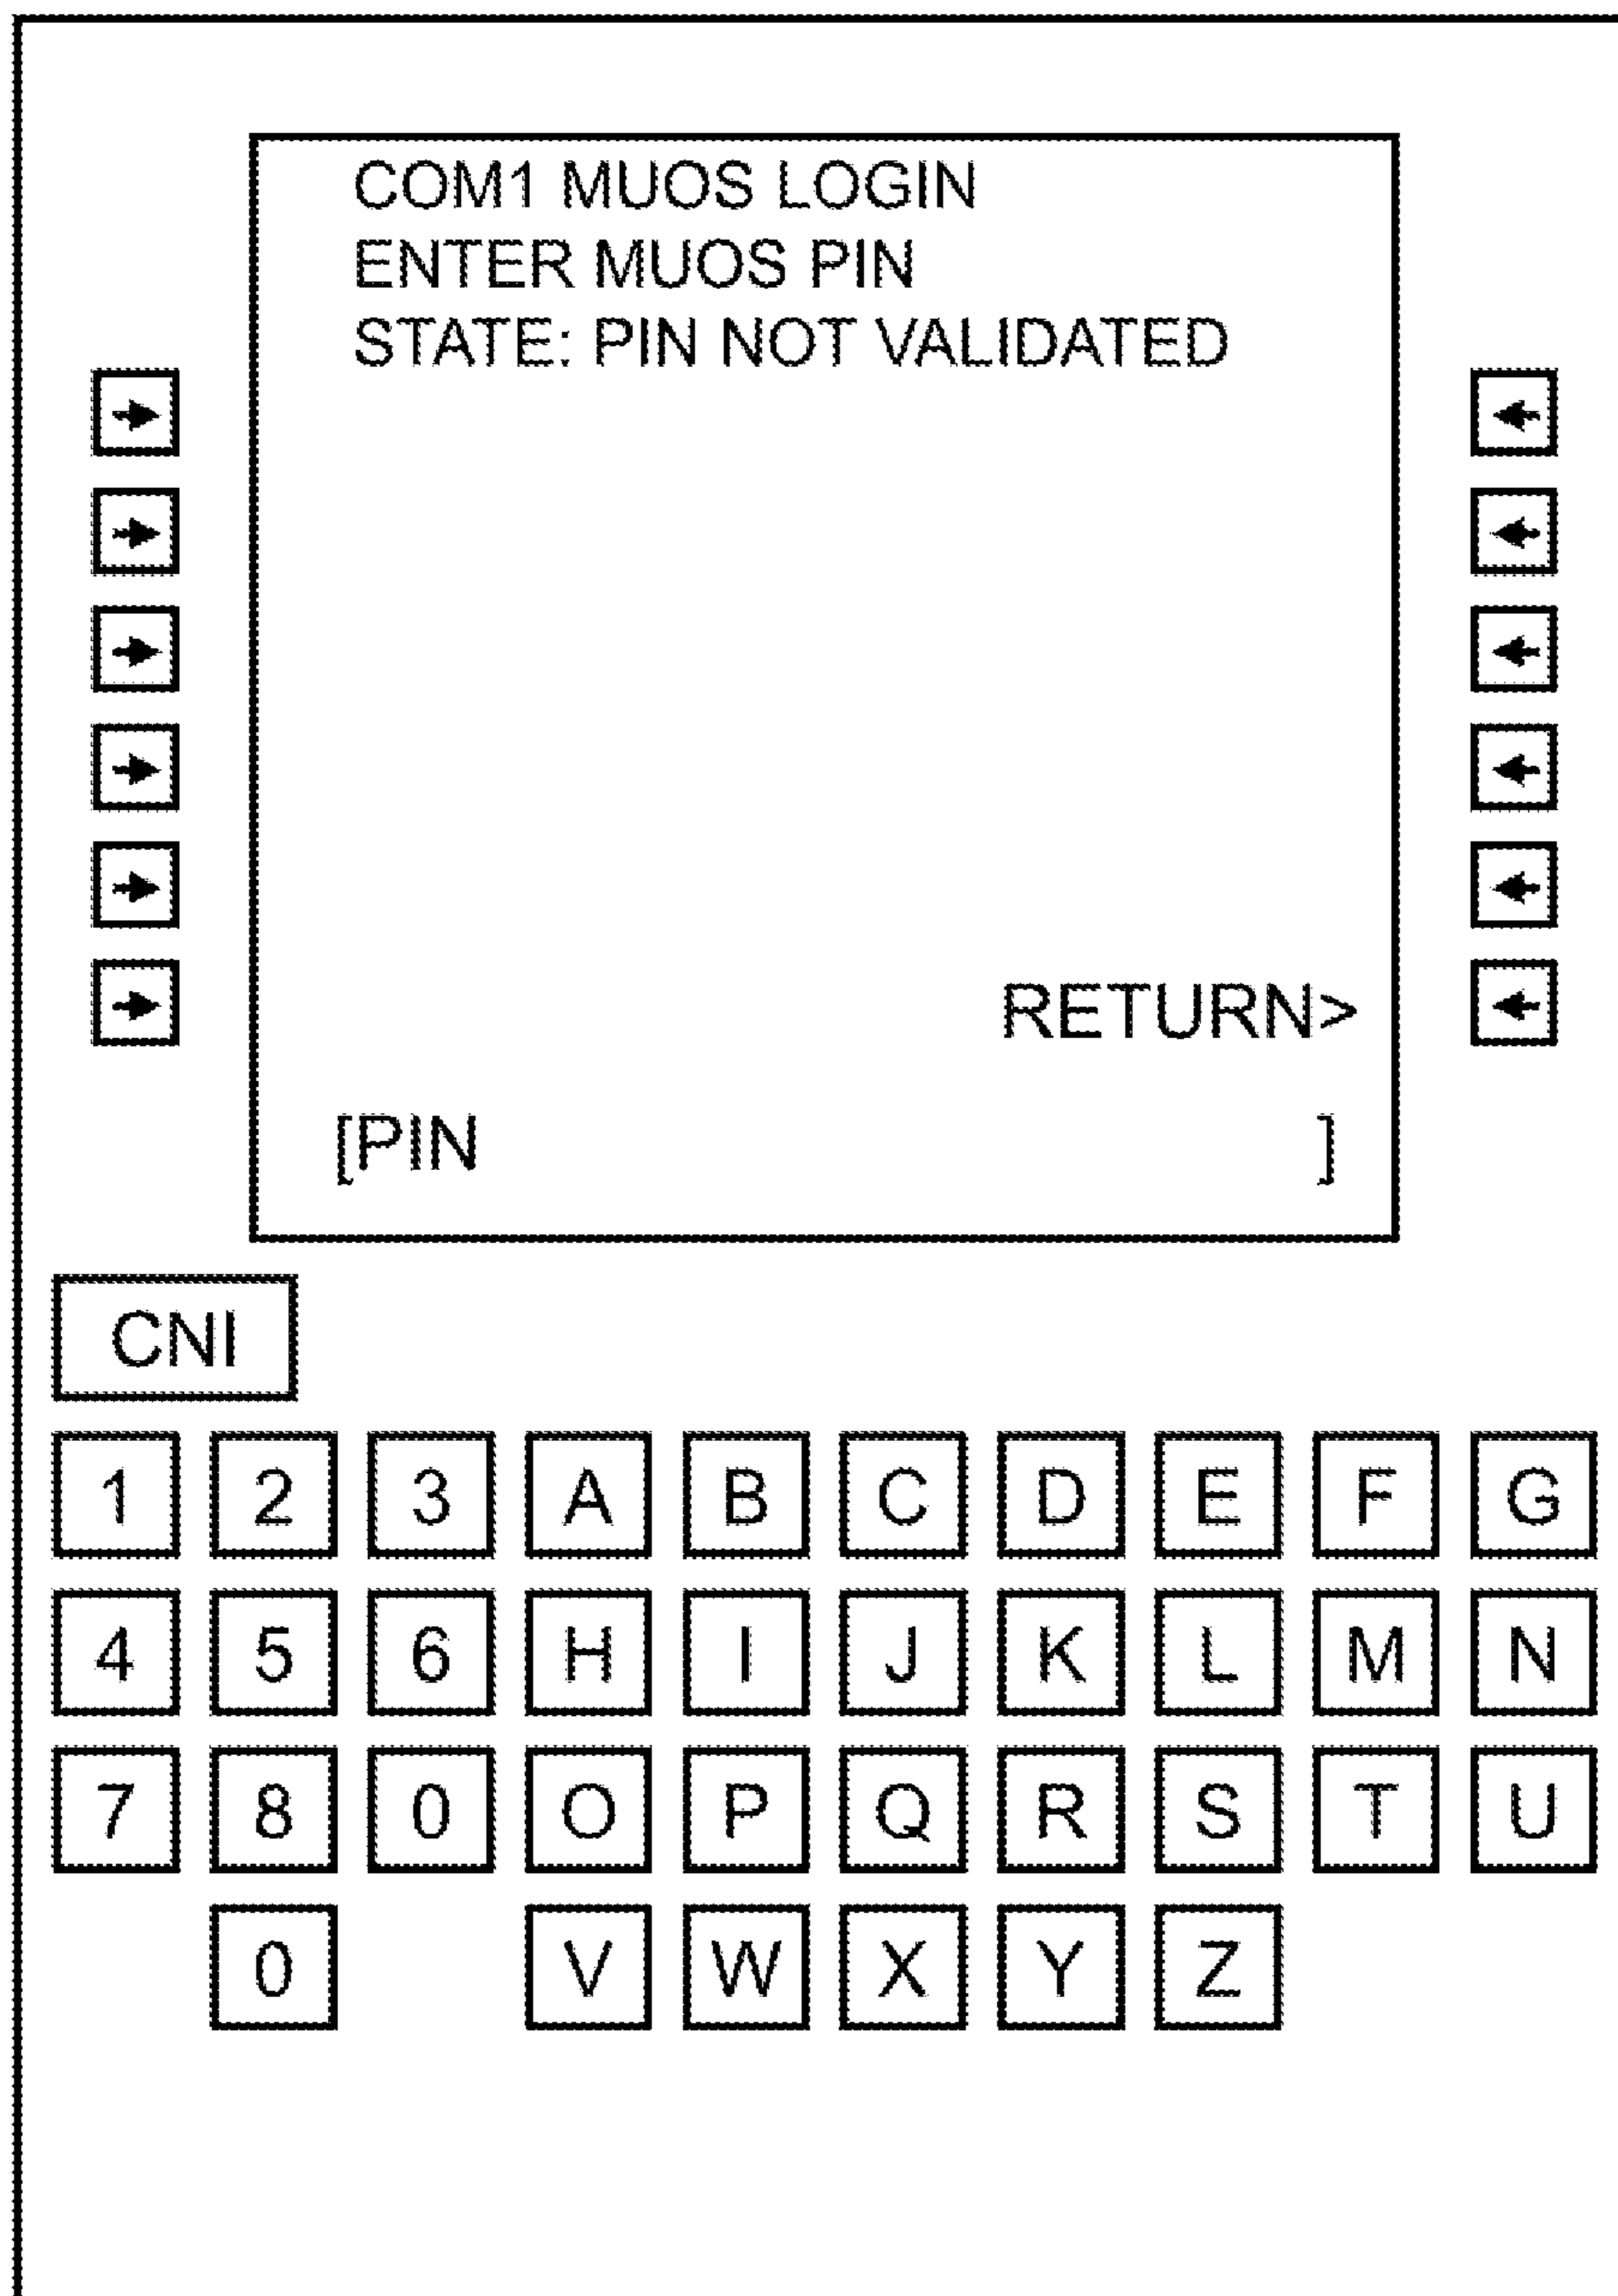 COM1 MUOS LOGIN
ENTER MUOS PIN
STATE: PIN NOT VALIDATED
RETURN>
[PIN ]
CNI
1 2 3 A B C D E F G
4 5 6 H I J K L M N
7 8 0 O P Q R S T U
0 V W X Y Z